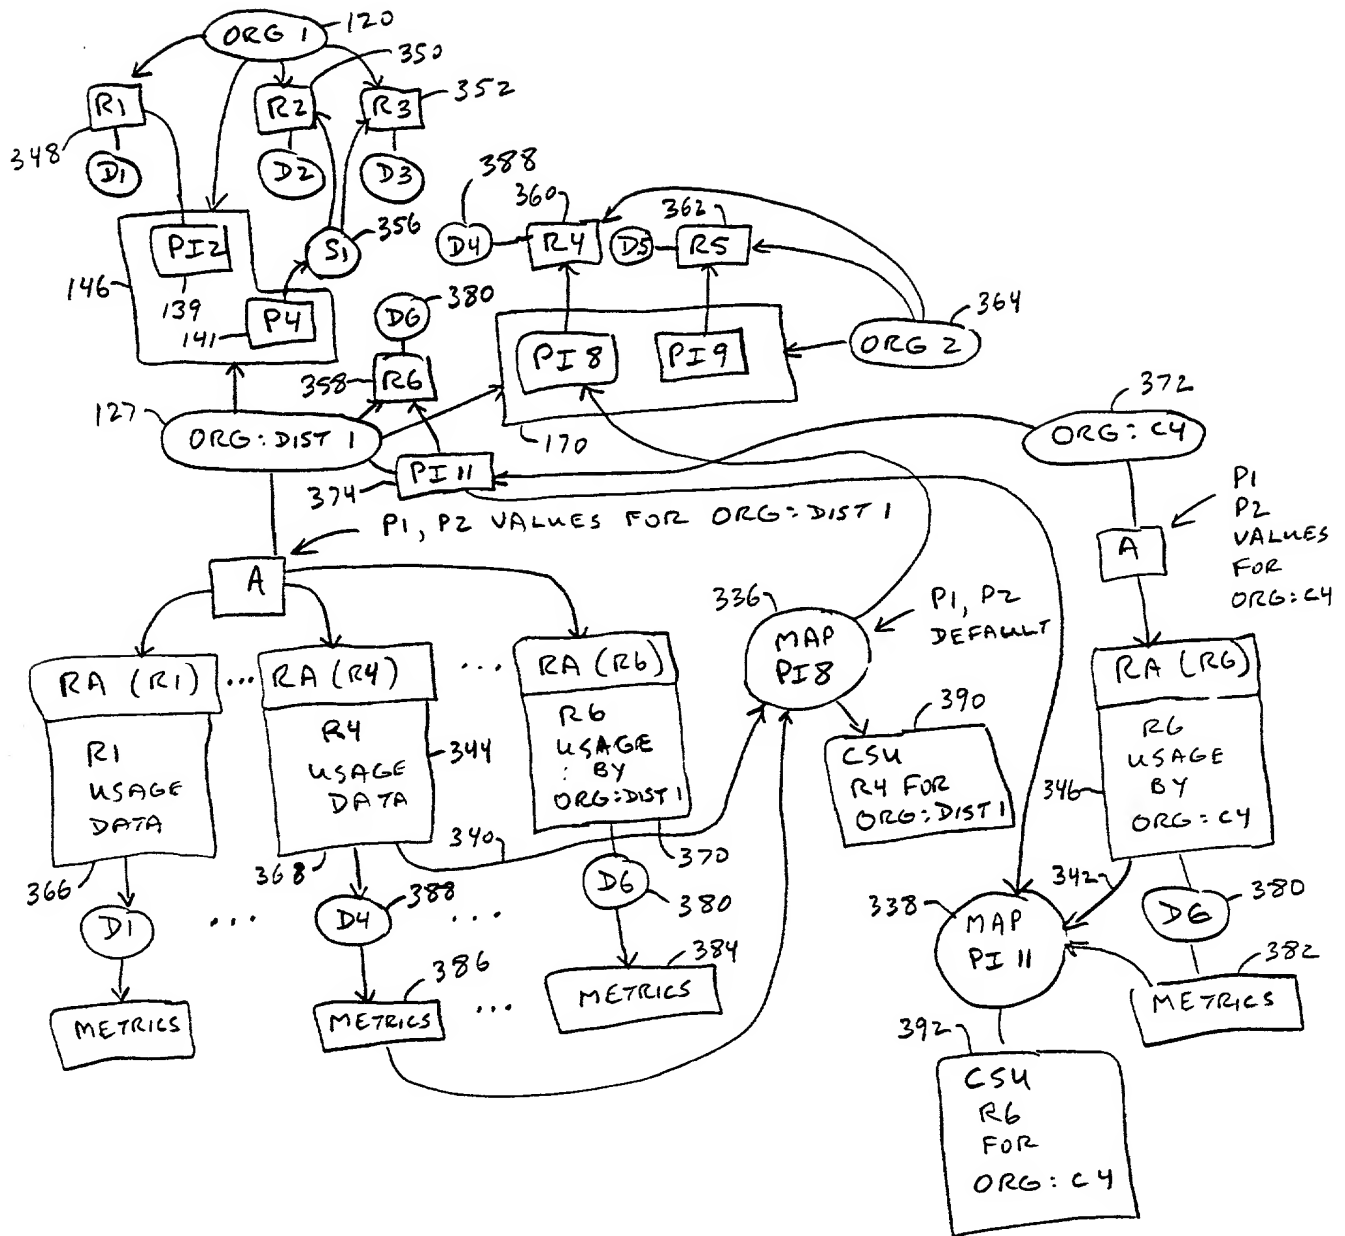 ORG 1
120
350
R1
R2
R3
352
348
D1
D2
D3
388
360
362
PI2
S1
356
D4
R4
D5
R5
146
139
P4
141
D6
380
364
ORG 2
PI8
PI9
358
R6
372
127
ORG: DIST 1
170
ORG: C4
PI 11
374
P1, P2 VALUES FOR ORG: DIST 1
P1
P2
VALUES
FOR
ORG: C4
A
A
336
P1, P2
DEFAULT
MAP
PI8
RA (R1)
...
RA (R4)
...
RA (R6)
RA (R6)
R1
USAGE
DATA
R4
USAGE
DATA
344
R6
USAGE
: BY
ORG: DIST 1
390
CSU
R4 FOR
ORG: DIST 1
R6
USAGE
BY
ORG: C4
346
340
366
368
370
342
D1
...
D4
388
...
D6
380
338
MAP
PI 11
D6
380
386
384
382
METRICS
METRICS
...
METRICS
METRICS
392
CSU
R6
FOR
ORG: C4